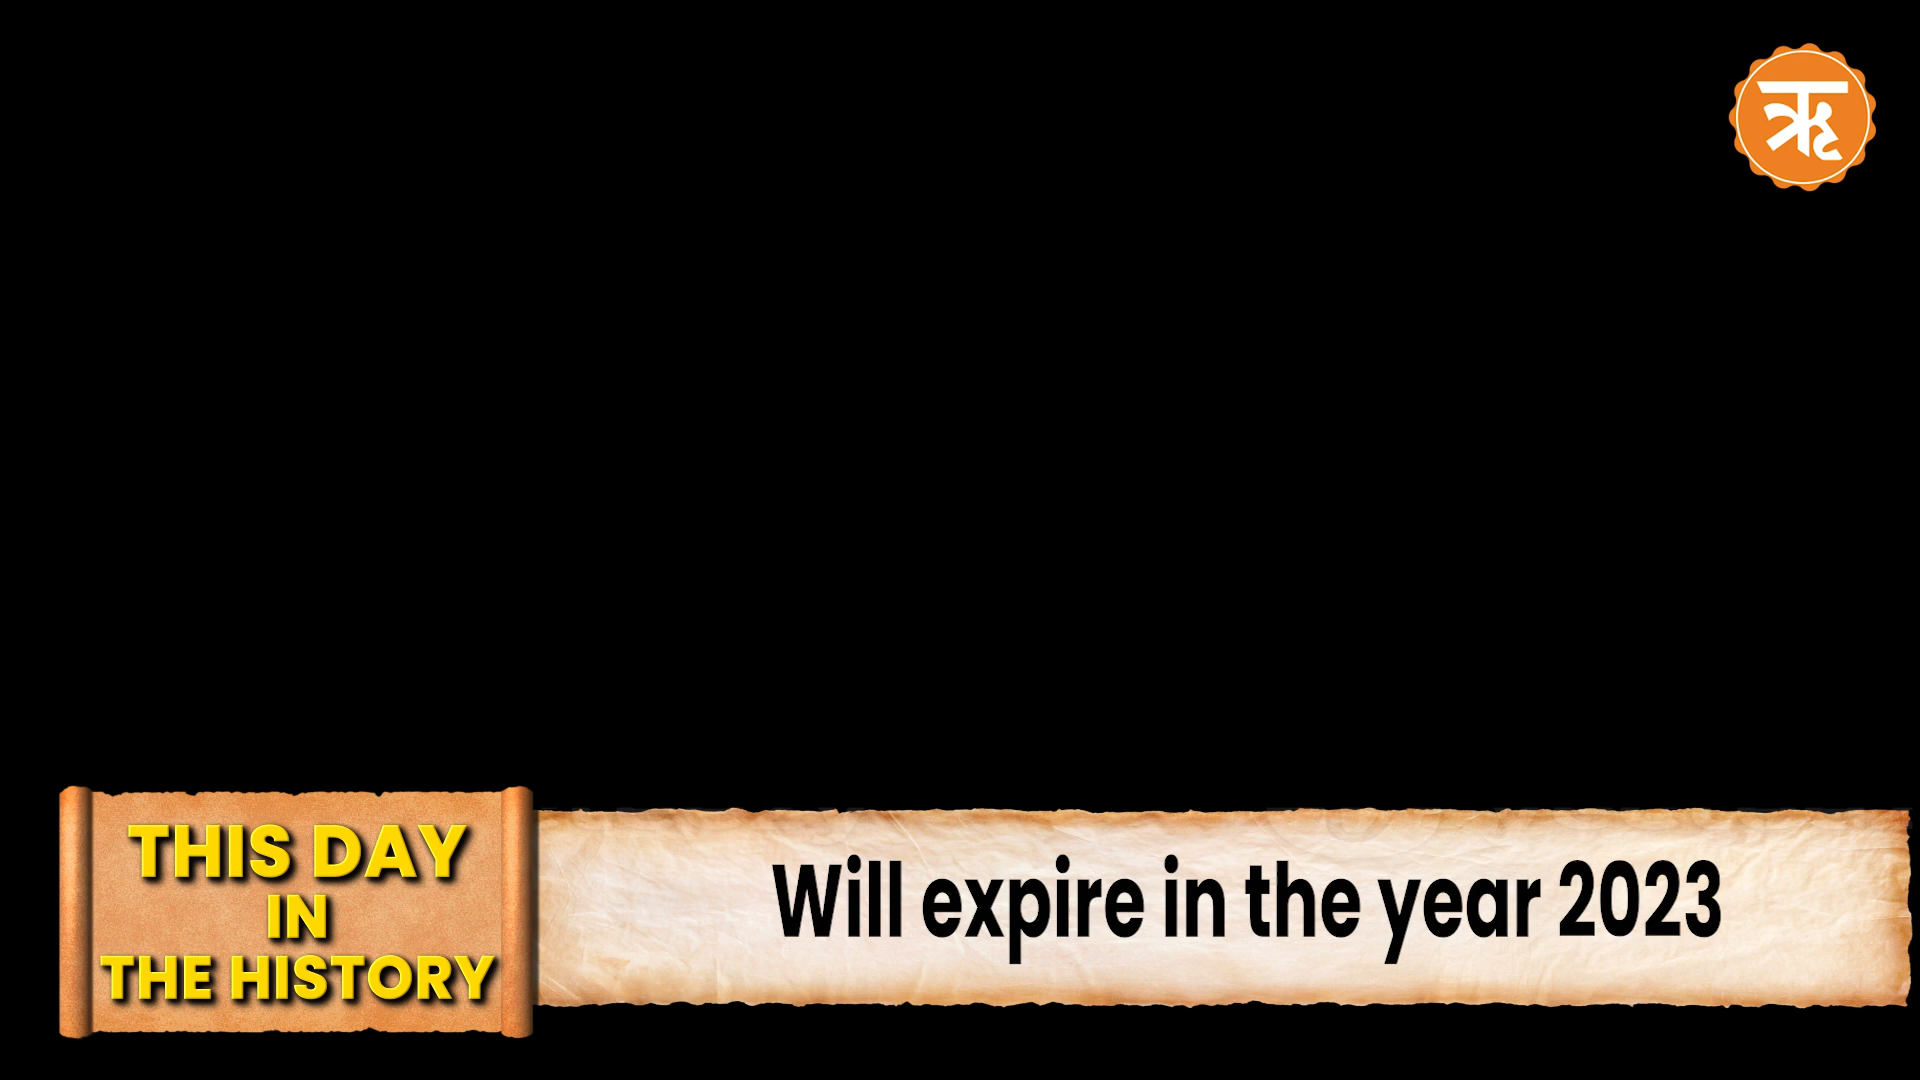 ऋ
THIS DAY
IN
THE HISTORY
Will expire in the year 2023